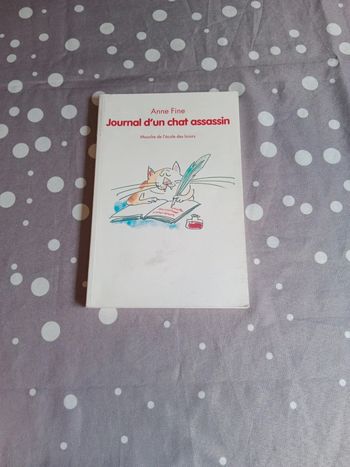 Anne Fine
Journal d'un chat assassin
Mouche de l'école des loisirs